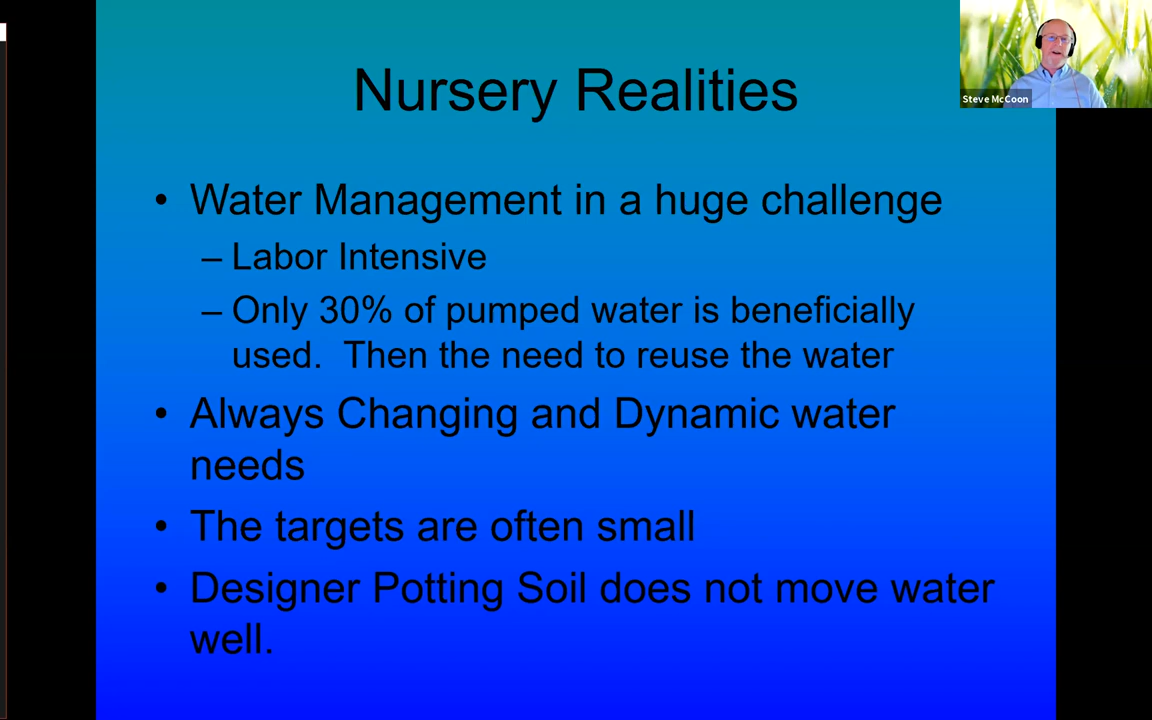 Nursery Realities
Steve McCoon
• Water Management in a huge challenge
– Labor Intensive
– Only 30% of pumped water is beneficially
used.  Then the need to reuse the water
• Always Changing and Dynamic water
needs
• The targets are often small
• Designer Potting Soil does not move water
well.